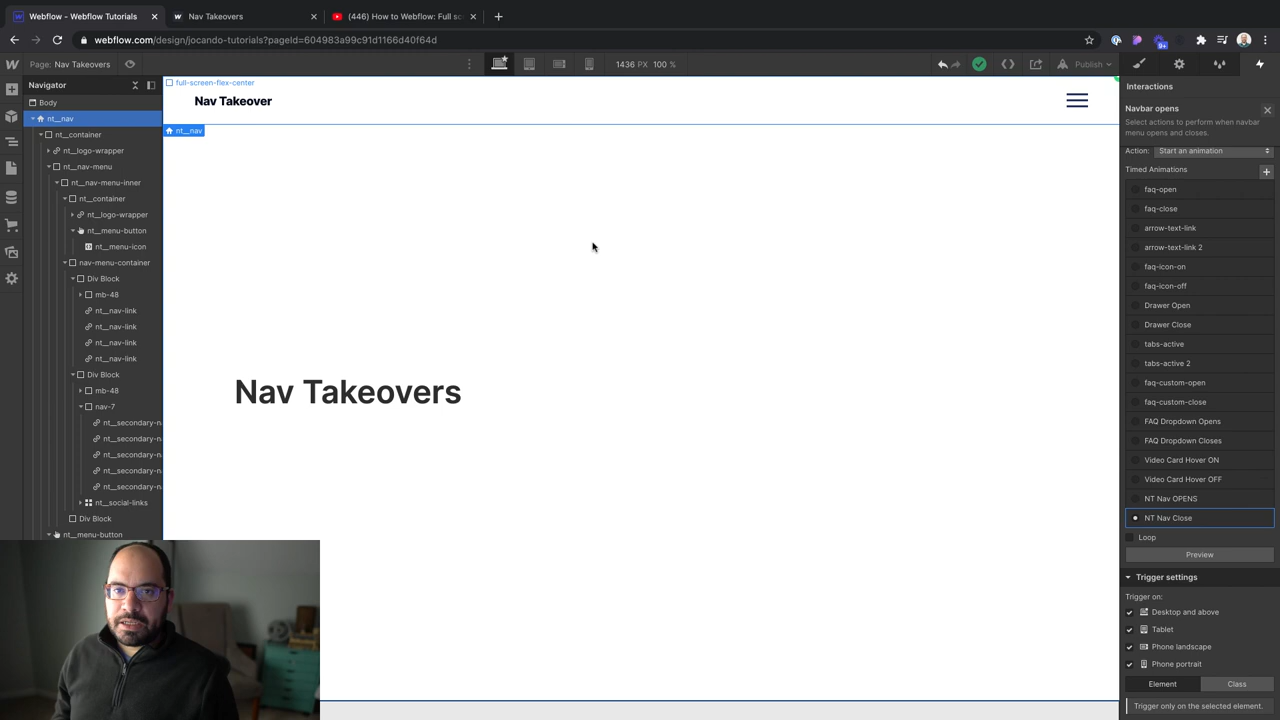 Webflow - Webflow Tutorials
Nav Takeovers
(446) How to Webflow: Full sc
webflow.com/design/jocando-tutorials?pageId=604983a99c91d1166d40f64d
9+
Page: Nav Takeovers
1436 PX 100 %
Publish
Navigator
Body
nt__nav
nt__container
nt__logo-wrapper
nt__nav-menu
nt__nav-menu-inner
nt__container
nt__logo-wrapper
nt__menu-button
nt__menu-icon
nav-menu-container
Div Block
mb-48
nt__nav-link
nt__nav-link
nt__nav-link
nt__nav-link
Div Block
mb-48
nav-7
nt__secondary-n
nt__secondary-n
nt__secondary-n
nt__secondary-n
nt__secondary-n
nt__social-links
Div Block
nt__menu-button
full-screen-flex-center
Nav Takeover
nt__nav
Nav Takeovers
Interactions
Navbar opens
Select actions to perform when navbar
menu opens and closes.
Action: Start an animation
Timed Animations
faq-open
faq-close
arrow-text-link
arrow-text-link 2
faq-icon-on
faq-icon-off
Drawer Open
Drawer Close
tabs-active
tabs-active 2
faq-custom-open
faq-custom-close
FAQ Dropdown Opens
FAQ Dropdown Closes
Video Card Hover ON
Video Card Hover OFF
NT Nav OPENS
NT Nav Close
Loop
Preview
Trigger settings
Trigger on:
Desktop and above
Tablet
Phone landscape
Phone portrait
Element Class
Trigger only on the selected element.